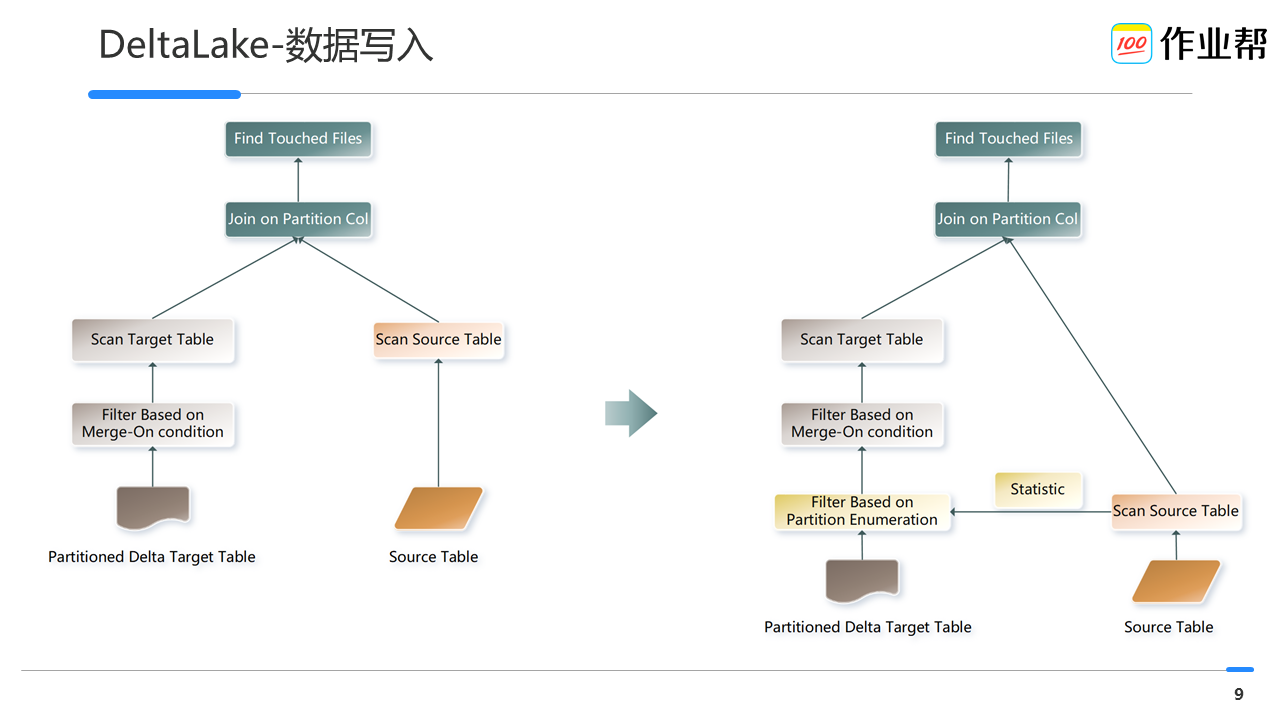 DeltaLake-数据写入
100 作业帮
Find Touched Files
Join on Partition Col
Scan Target Table
Scan Source Table
Filter Based on
Merge-On condition
Partitioned Delta Target Table
Source Table
Find Touched Files
Join on Partition Col
Scan Target Table
Filter Based on
Merge-On condition
Statistic
Filter Based on
Partition Enumeration
Scan Source Table
Partitioned Delta Target Table
Source Table
9